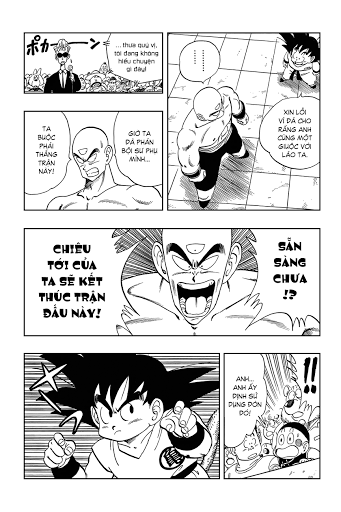 ポカーン
... thưa quý vị,
tôi đang không
hiểu chuyện
gì đây!
......
......
XIN LỖI
VÌ ĐÃ CHO
RẰNG ANH
CŨNG MỘT
GIUỘC VỚI
LÃO TA.
GIỜ TA
ĐÃ PHẢN
BỘI SƯ PHỤ
MÌNH...
TA
BUỘC
PHẢI
THẮNG
TRẬN
NÀY!
SẴN
SÀNG
CHƯA
!?
CHIÊU
TỚI CỦA
TA SẼ KẾT
THÚC TRẬN
ĐẤU NÀY!
!!
ANH...
ANH ẤY
ĐỊNH SỬ
DỤNG ĐÒN
ĐÓ!
亀